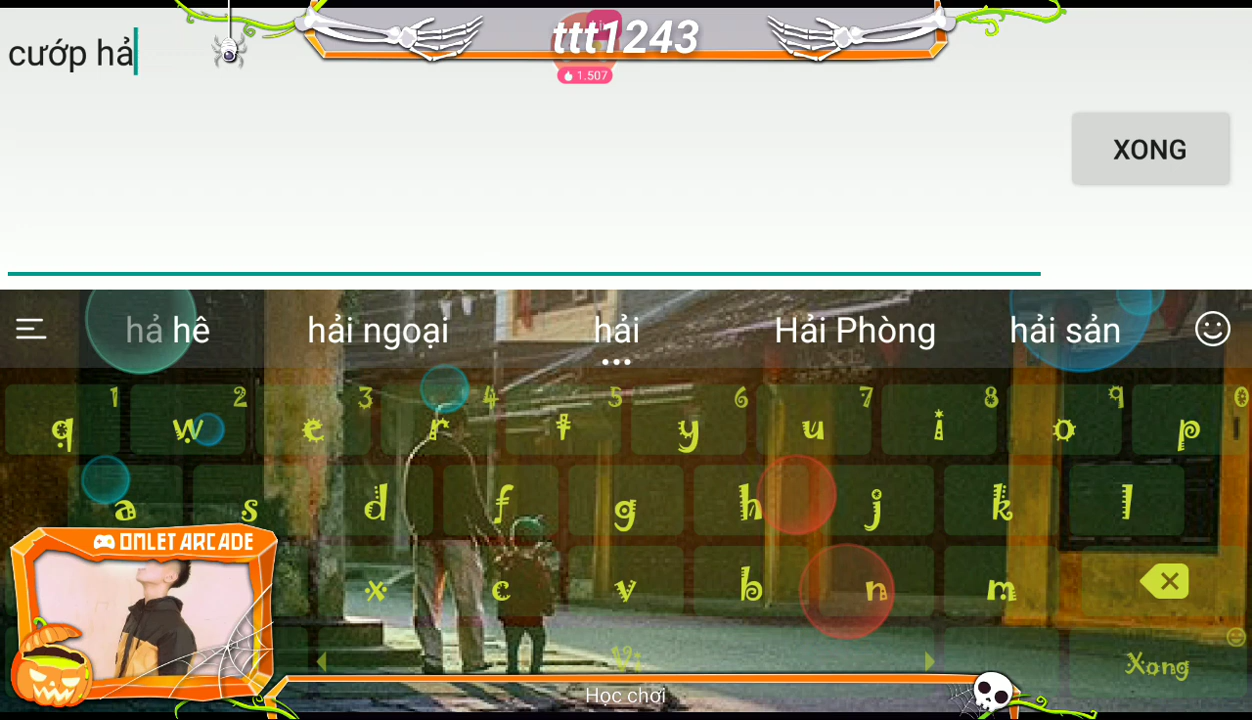 ttt1243
1.507
cướp hả
XONG
hả hê hải ngoại hải Hải Phòng hải sản
1 2 3 4 5 6 7 8 9 0
q w e r t y u i o p
a s d f g h j k l
OMLET ARCADE
x c v b n m
Vi
Xong
Học chơi